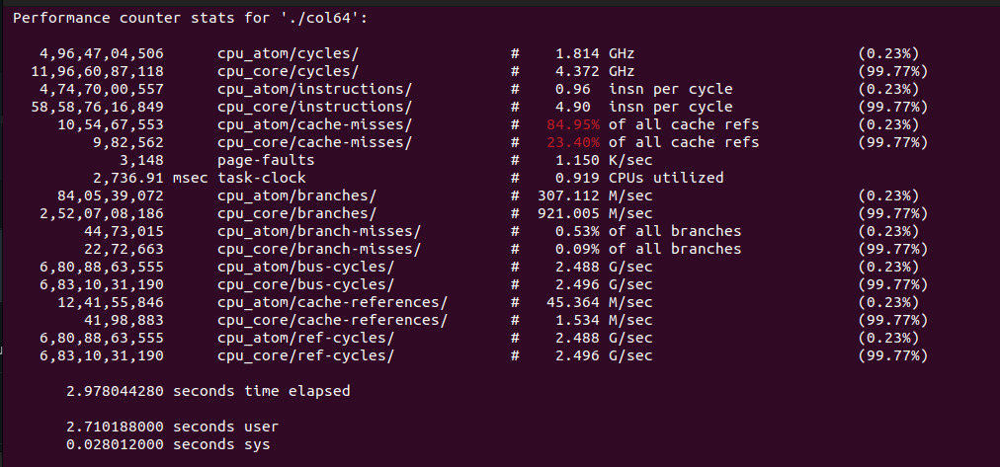 Performance counter stats for './col64':
4,96,47,04,506 cpu_atom/cycles/ # 1.814 GHz (0.23%)
11,96,60,87,118 cpu_core/cycles/ # 4.372 GHz (99.77%)
4,74,70,00,557 cpu_atom/instructions/ # 0.96 insn per cycle (0.23%)
58,58,76,16,849 cpu_core/instructions/ # 4.90 insn per cycle (99.77%)
10,54,67,553 cpu_atom/cache-misses/ # 84.95% of all cache refs (0.23%)
9,82,562 cpu_core/cache-misses/ # 23.40% of all cache refs (99.77%)
3,148 page-faults # 1.150 K/sec
2,736.91 msec task-clock # 0.919 CPUs utilized
84,05,39,072 cpu_atom/branches/ # 307.112 M/sec (0.23%)
2,52,07,08,186 cpu_core/branches/ # 921.005 M/sec (99.77%)
44,73,015 cpu_atom/branch-misses/ # 0.53% of all branches (0.23%)
22,72,663 cpu_core/branch-misses/ # 0.09% of all branches (99.77%)
6,80,88,63,555 cpu_atom/bus-cycles/ # 2.488 G/sec (0.23%)
6,83,10,31,190 cpu_core/bus-cycles/ # 2.496 G/sec (99.77%)
12,41,55,846 cpu_atom/cache-references/ # 45.364 M/sec (0.23%)
41,98,883 cpu_core/cache-references/ # 1.534 M/sec (99.77%)
6,80,88,63,555 cpu_atom/ref-cycles/ # 2.488 G/sec (0.23%)
6,83,10,31,190 cpu_core/ref-cycles/ # 2.496 G/sec (99.77%)
2.978044280 seconds time elapsed
2.710188000 seconds user
0.028012000 seconds sys